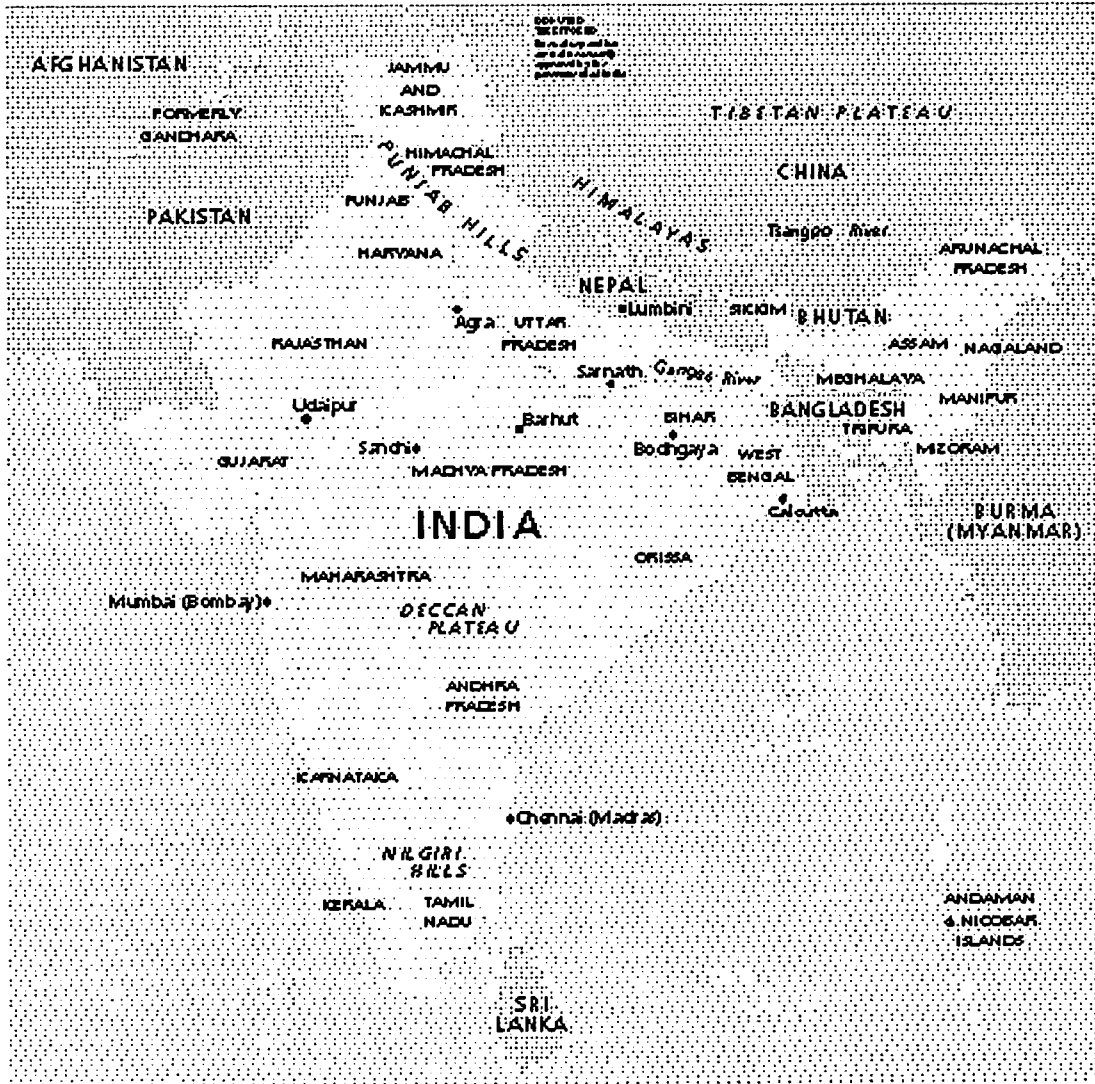 AFGHANISTAN
JAMMU
AND
KASHMIR
FORMERLY
GANDHARA
TIBETAN PLATEAU
HIMACHAL
PRADESH
PUNJAB HILLS
CHINA
HIMALAYAS
PUNJAB
PAKISTAN
Tsangpo River
HARYANA
ARUNACHAL
PRADESH
NEPAL
Lumbini
SIKKIM
BHUTAN
Agra
UTTAR
PRADESH
RAJASTHAN
ASSAM
NAGALAND
Sarnath
Ganges River
MEGHALAYA
MANIPUR
Udaipur
Barhut
BIHAR
BANGLADESH
TRIPURA
Sandhi
Bodhgaya
WEST
BENGAL
MIZORAM
GUJARAT
MADHYA PRADESH
Calcutta
INDIA
BURMA
(MYANMAR)
ORISSA
MAHARASHTRA
Mumbai (Bombay)
DECCAN
PLATEAU
ANDHRA
PRADESH
KARNATAKA
Chennai (Madras)
NILGIRI
HILLS
KERALA
TAMIL
NADU
ANDAMAN
& NICOBAR
ISLANDS
SRI
LANKA